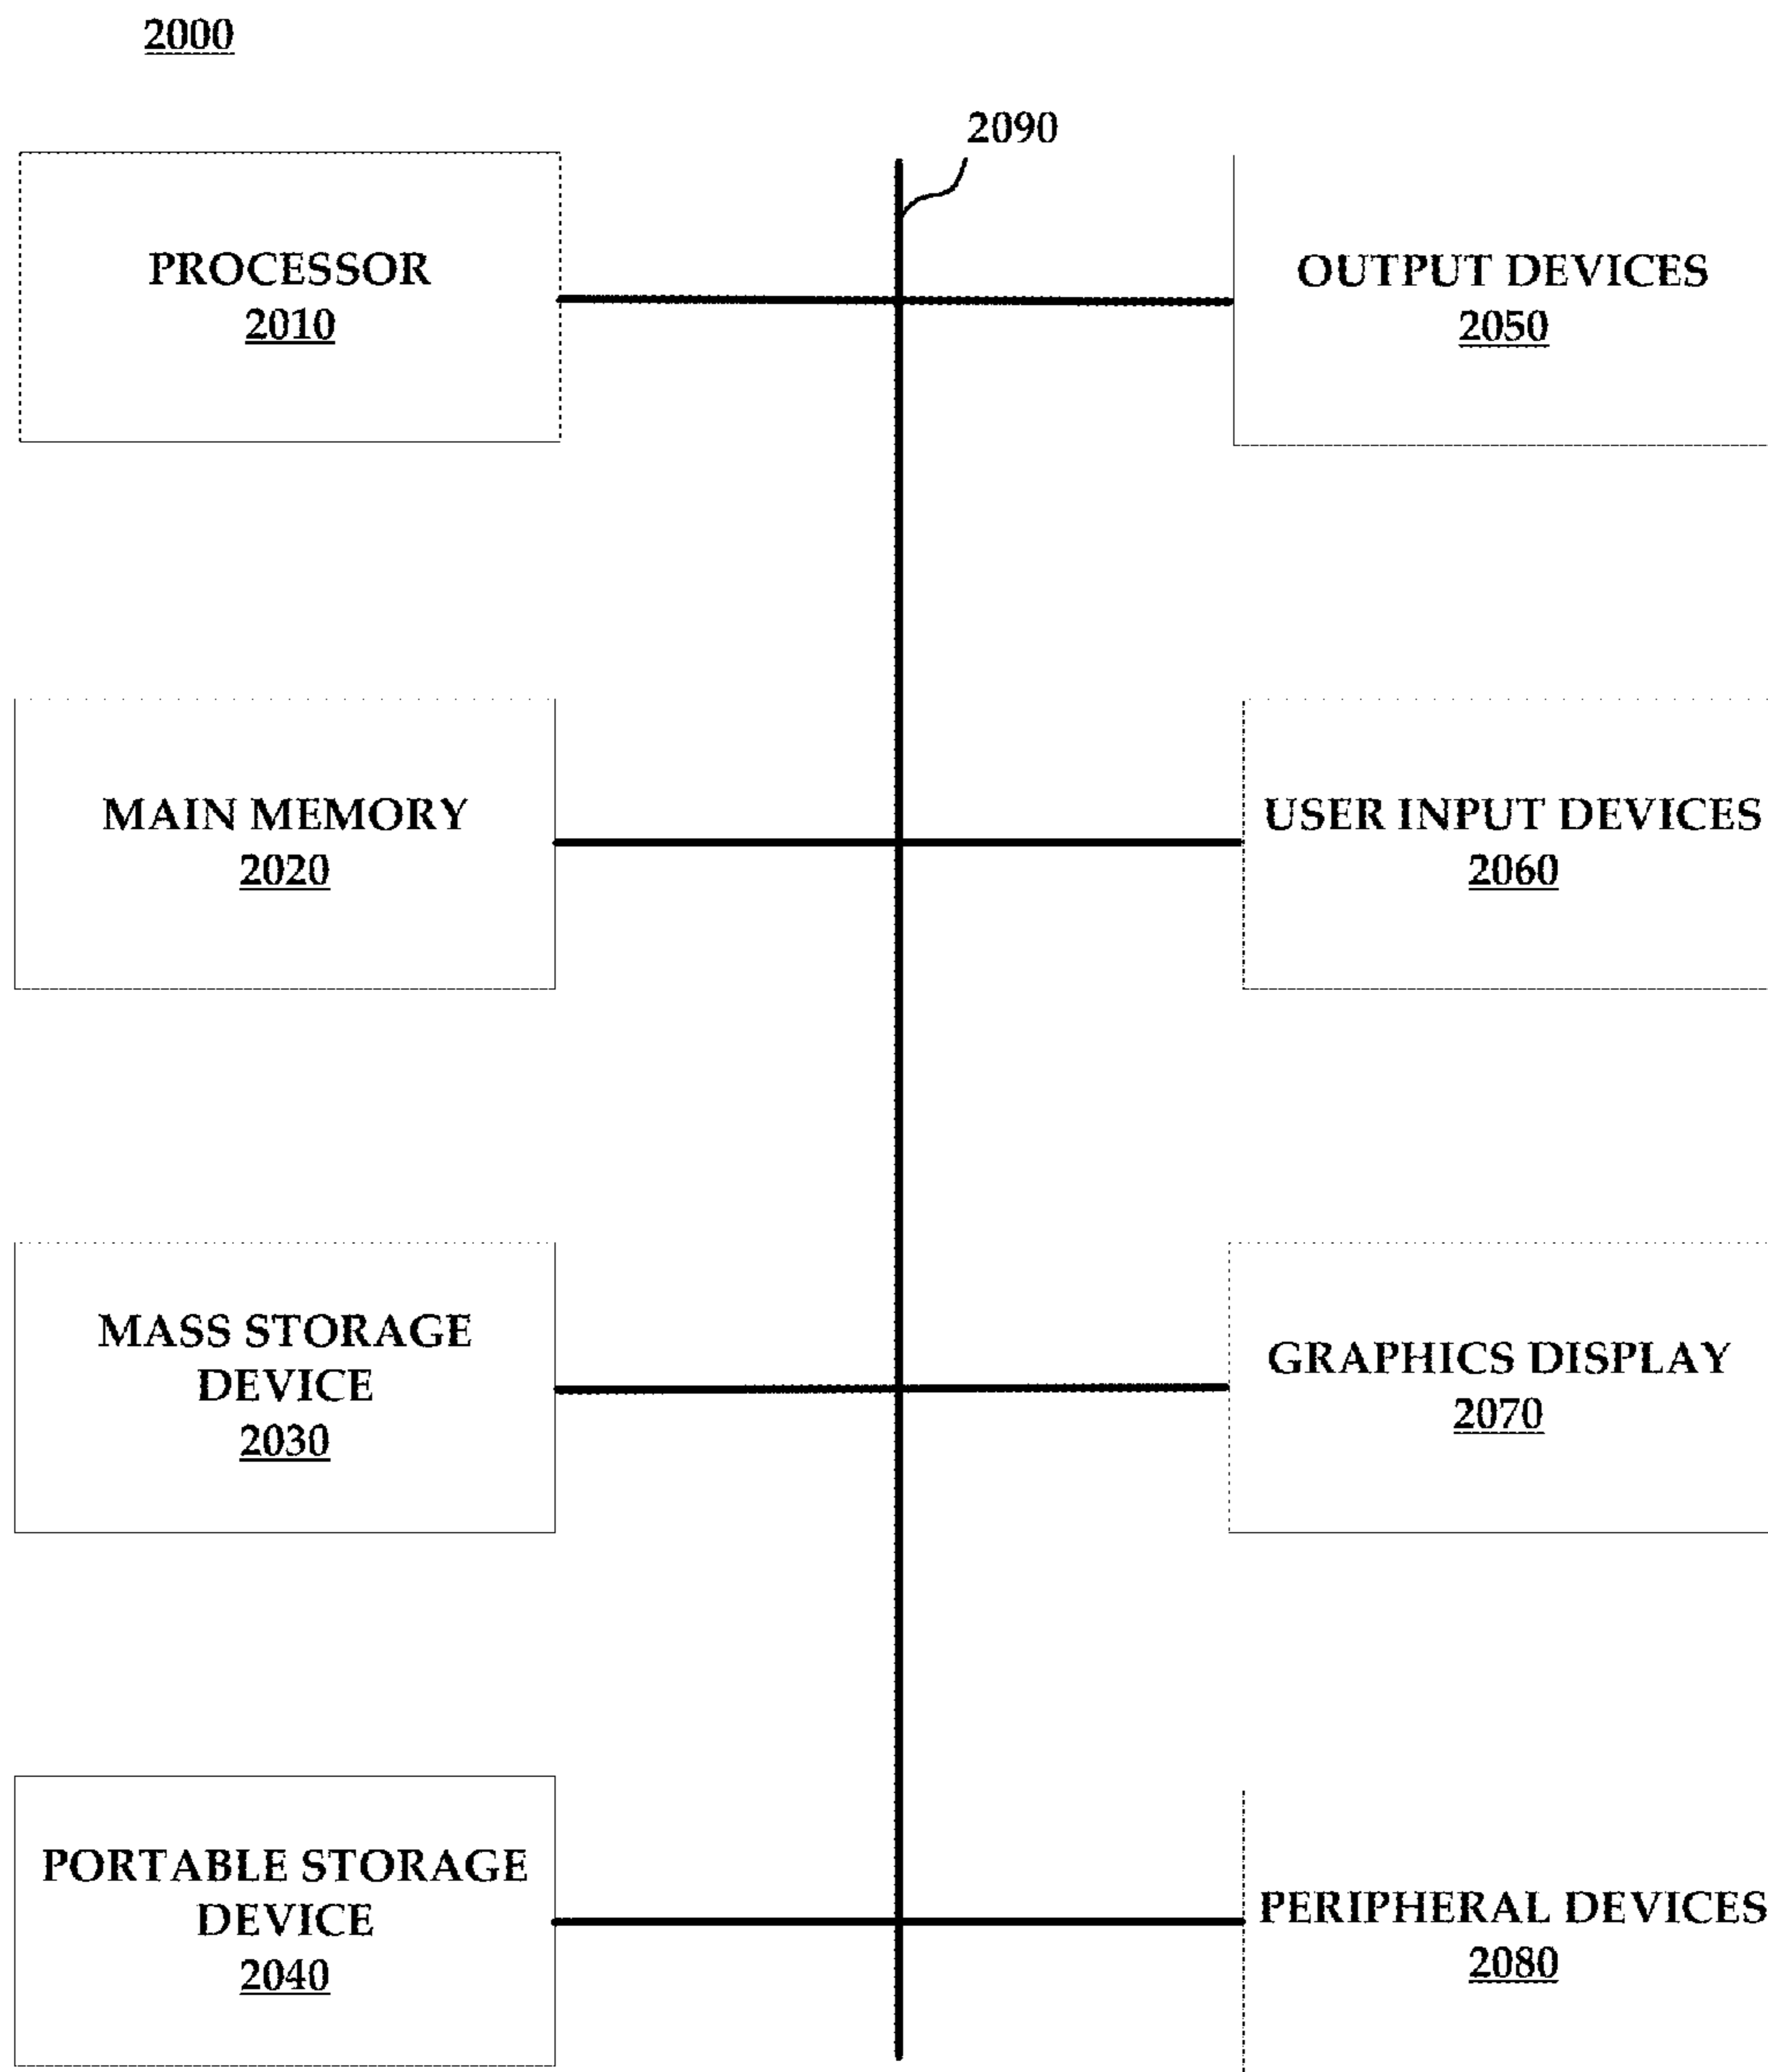 2000
2090
PROCESSOR
2010
OUTPUT DEVICES
2050
MAIN MEMORY
2020
USER INPUT DEVICES
2060
MASS STORAGE
DEVICE
2030
GRAPHICS DISPLAY
2070
PORTABLE STORAGE
DEVICE
2040
PERIPHERAL DEVICES
2080